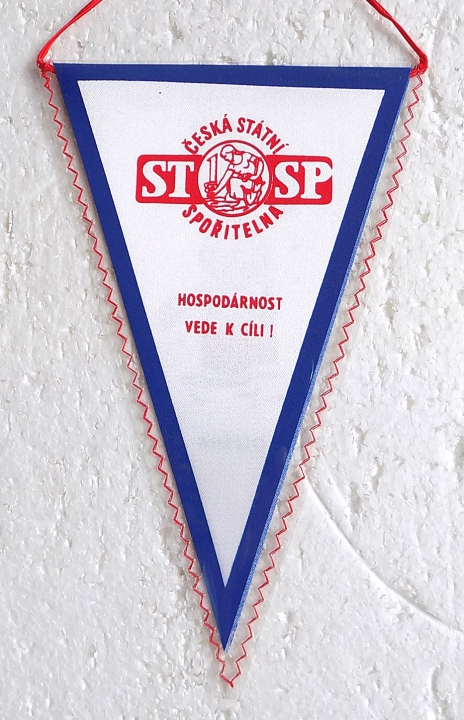 ČESKÁ STÁTNÍ
ST SP
SPOŘITELNA
HOSPODÁRNOST
VEDE K CÍLI!